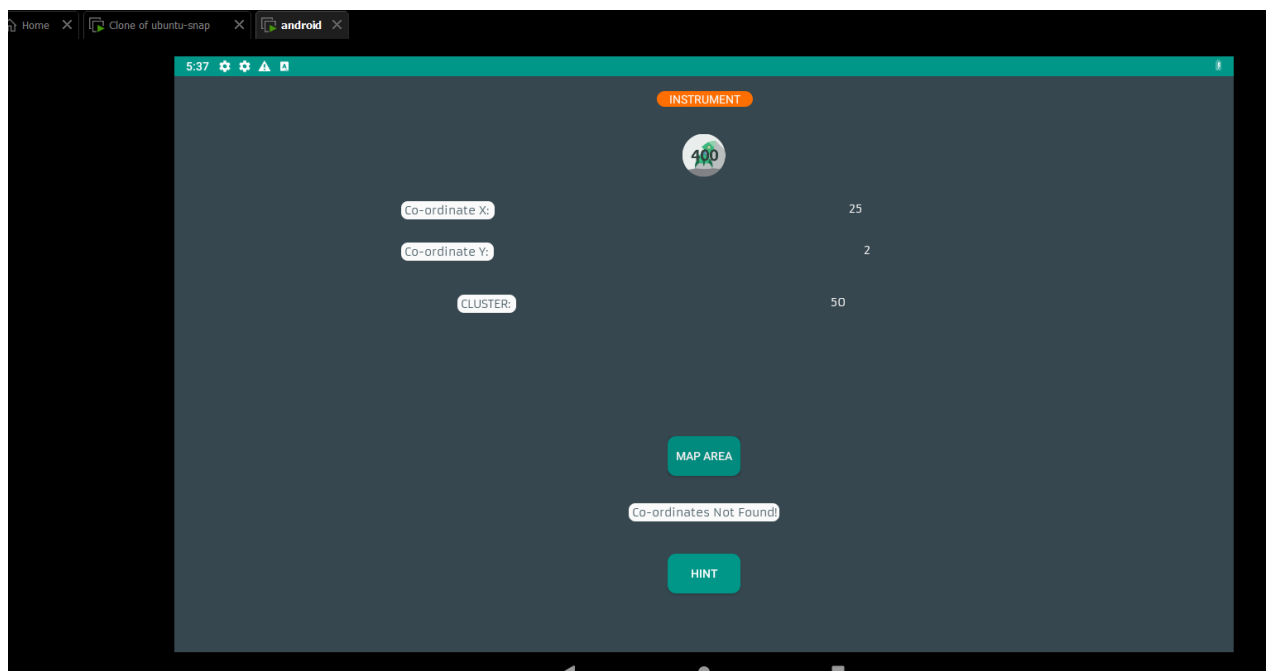 Home
Clone of ubuntu-snap
android
5:37
INSTRUMENT
400
Co-ordinate X: 25
Co-ordinate Y: 2
CLUSTER: 50
MAP AREA
Co-ordinates Not Found!
HINT